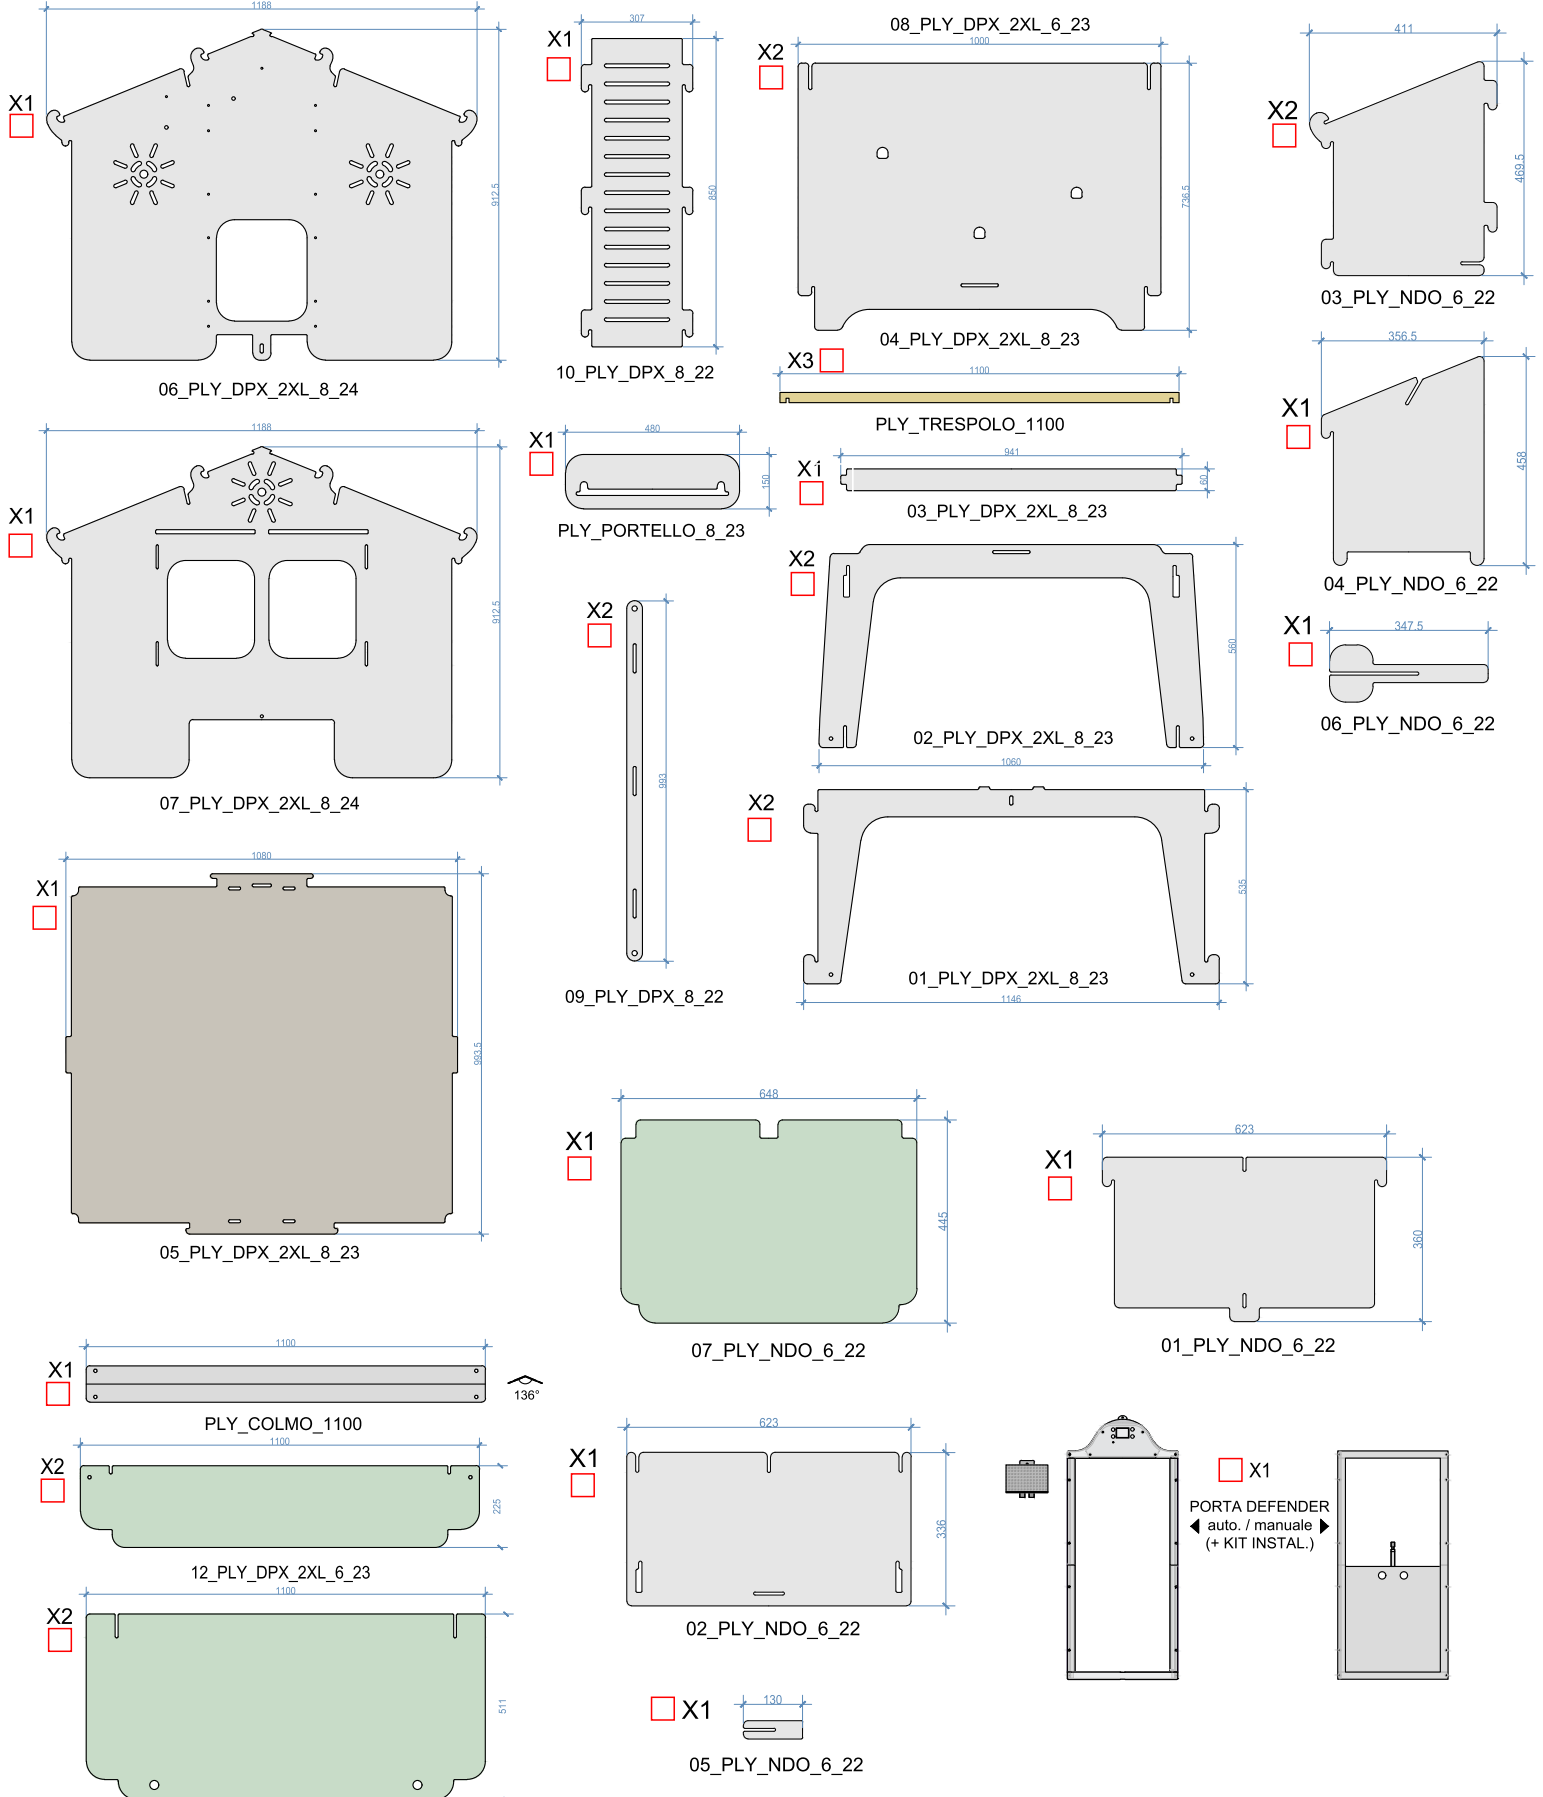 1188
X1
912.5
06_PLY_DPX_2XL_8_24
307
X1
850
10_PLY_DPX_8_22
08_PLY_DPX_2XL_6_23
1000
X2
736.5
04_PLY_DPX_2XL_8_23
411
X2
469.5
03_PLY_NDO_6_22
X3
1100
PLY_TRESPOLO_1100
356.5
X1
458
04_PLY_NDO_6_22
1188
X1
912.5
07_PLY_DPX_2XL_8_24
480
X1
150
PLY_PORTELLO_8_23
941
X1
60
03_PLY_DPX_2XL_8_23
X2
560
02_PLY_DPX_2XL_8_23
1060
347.5
X1
06_PLY_NDO_6_22
X2
993
09_PLY_DPX_8_22
X2
535
01_PLY_DPX_2XL_8_23
1146
1080
X1
993.5
05_PLY_DPX_2XL_8_23
648
X1
445
07_PLY_NDO_6_22
623
X1
360
01_PLY_NDO_6_22
1100
X1
136°
PLY_COLMO_1100
1100
X2
225
12_PLY_DPX_2XL_6_23
1100
X2
511
623
X1
336
02_PLY_NDO_6_22
X1
PORTA DEFENDER
auto. / manuale
(+ KIT INSTAL.)
X1
130
05_PLY_NDO_6_22